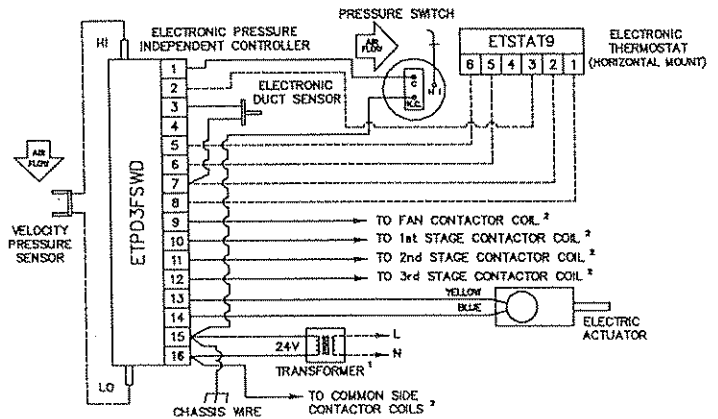 PRESSURE SWITCH
HI
ELECTRONIC PRESSURE
INDEPENDENT CONTROLLER
AIR
FLOW
ETSTAT9
6 5 4 3 2 1
ELECTRONIC
THERMOSTAT
(HORIZONTAL MOUNT)
ELECTRONIC
DUCT SENSOR
C
N.C.
ETPD3FSWD
1
2
3
4
5
6
7
8
9
10
11
12
13
14
15
16
AIR
FLOW
VELOCITY
PRESSURE
SENSOR
TO FAN CONTACTOR COIL ²
TO 1st STAGE CONTACTOR COIL ²
TO 2nd STAGE CONTACTOR COIL ²
TO 3rd STAGE CONTACTOR COIL ²
YELLOW
BLUE
ELECTRIC
ACTUATOR
24V
L
N
TRANSFORMER ¹
LO
CHASSIS WIRE
TO COMMON SIDE
CONTACTOR COILS ²